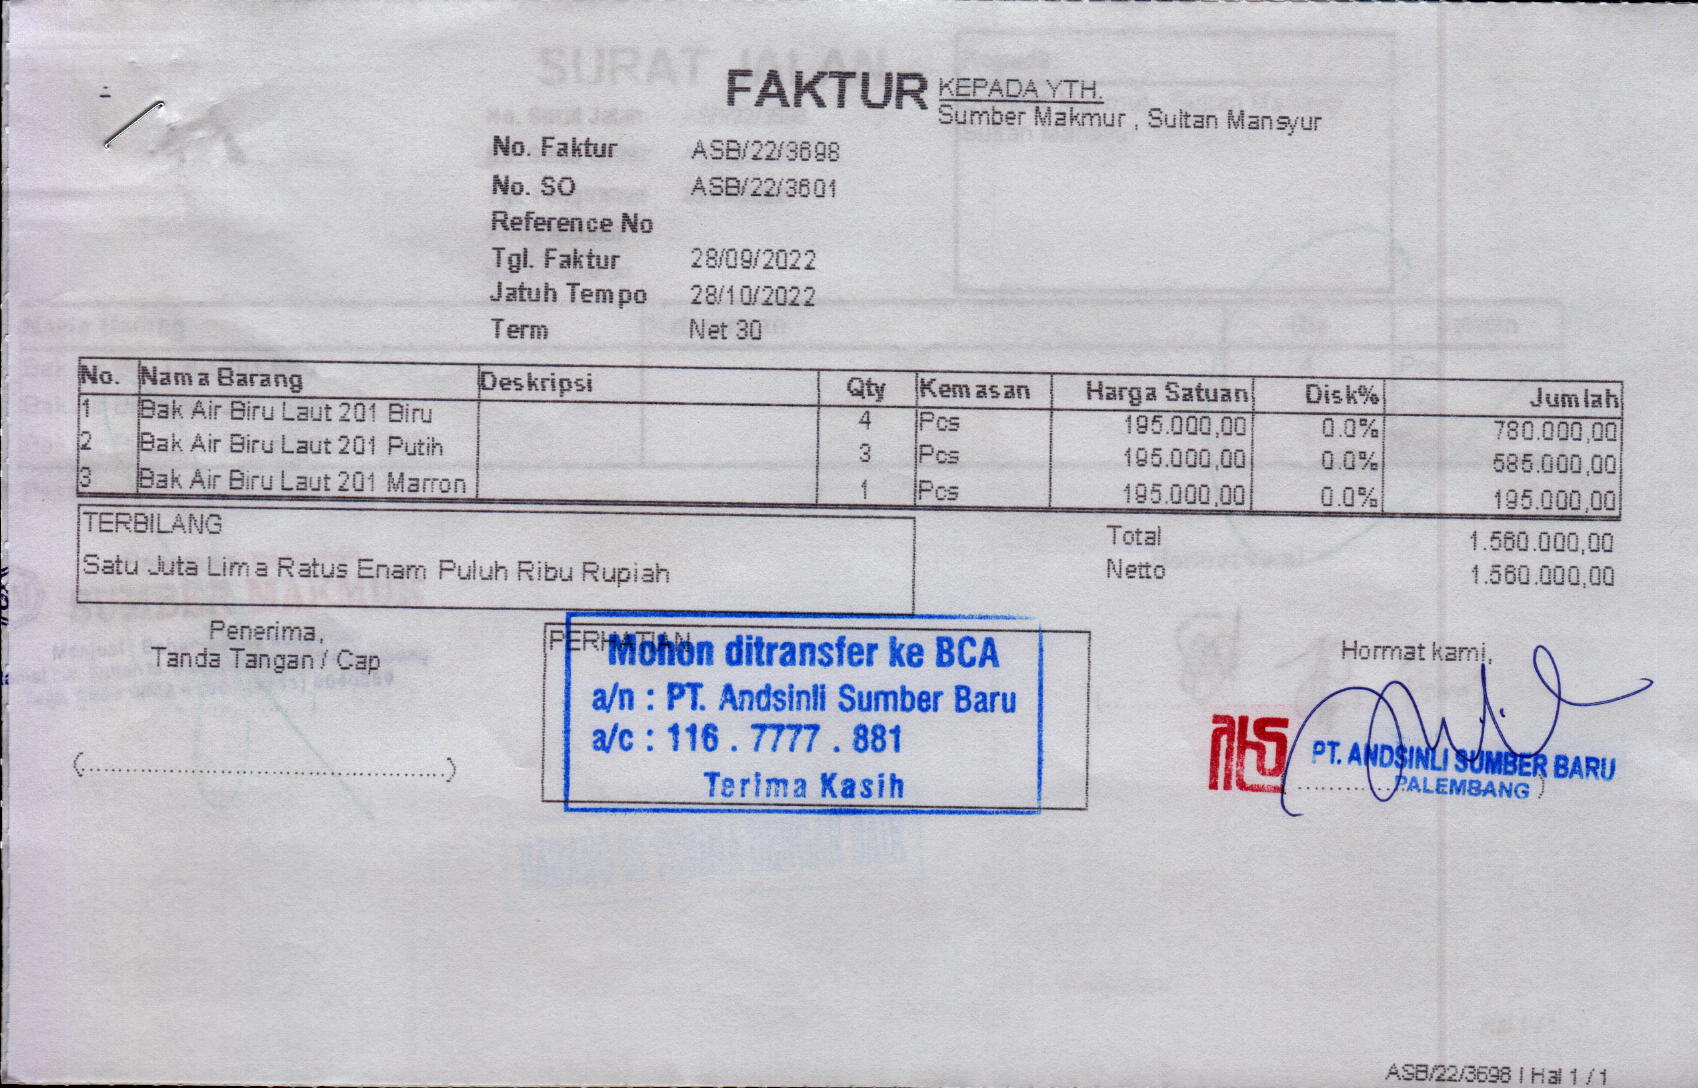 FAKTUR
KEPADA YTH.
Sumber Makmur , Sultan Mansyur
No. Faktur ASB/22/3698
No. SO ASB/22/3601
Reference No
Tgl. Faktur 28/09/2022
Jatuh Tempo 28/10/2022
Term Net 30
No. Nama Barang Deskripsi Qty Kemasan Harga Satuan Disk% Jumlah
1 Bak Air Biru Laut 201 Biru 4 Pcs 195.000,00 0.0% 780.000,00
2 Bak Air Biru Laut 201 Putih 3 Pcs 195.000,00 0.0% 585.000,00
3 Bak Air Biru Laut 201 Marron 1 Pcs 195.000,00 0.0% 195.000,00
TERBILANG
Satu Juta Lima Ratus Enam Puluh Ribu Rupiah
Total 1.560.000,00
Netto 1.560.000,00
Penerima,
Tanda Tangan / Cap
(..............................................)
PERHATIAN
Mohon ditransfer ke BCA
a/n : PT. Andsinli Sumber Baru
a/c : 116 . 7777 . 881
Terima Kasih
Hormat kami,
PT. ANDSINLI SUMBER BARU
PALEMBANG
SURAT JALAN
ASB/22/3698 | Hal 1 / 1